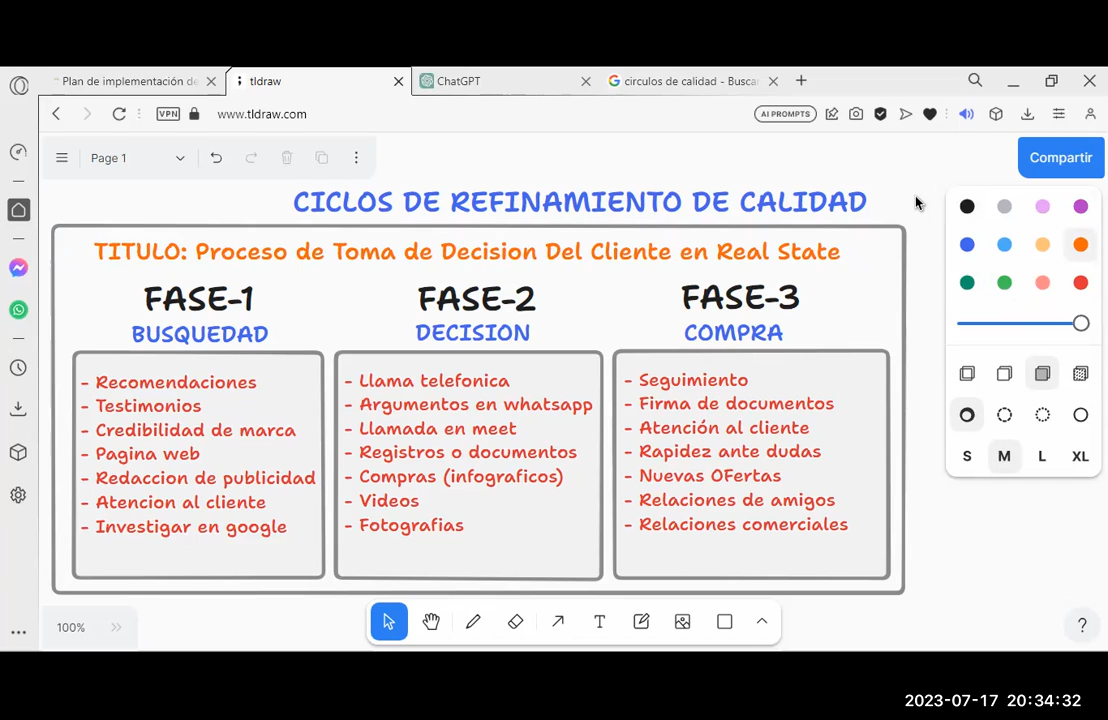 Plan de implementación de
tldraw
ChatGPT
circulos de calidad - Busca
VPN
www.tldraw.com
AI PROMPTS
Page 1
Compartir
CICLOS DE REFINAMIENTO DE CALIDAD
TITULO: Proceso de Toma de Decision Del Cliente en Real State
FASE-1
BUSQUEDAD
- Recomendaciones
- Testimonios
- Credibilidad de marca
- Pagina web
- Redaccion de publicidad
- Atencion al cliente
- Investigar en google
FASE-2
DECISION
- Llama telefonica
- Argumentos en whatsapp
- Llamada en meet
- Registros o documentos
- Compras (infograficos)
- Videos
- Fotografias
FASE-3
COMPRA
- Seguimiento
- Firma de documentos
- Atención al cliente
- Rapidez ante dudas
- Nuevas OFertas
- Relaciones de amigos
- Relaciones comerciales
S M L XL
100%
2023-07-17 20:34:32